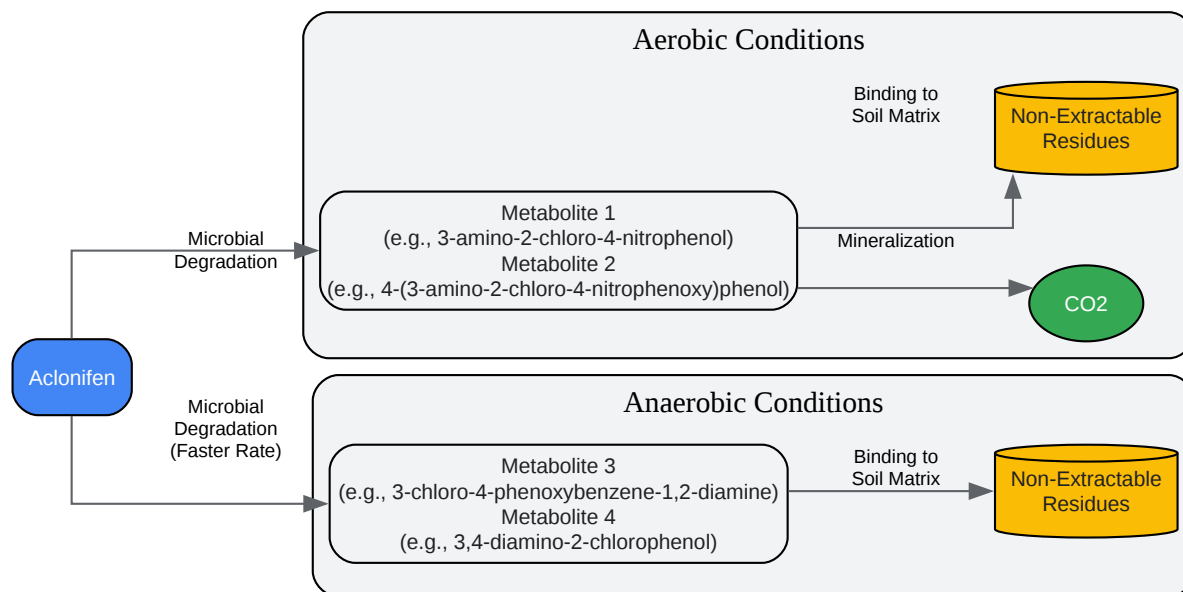 Aerobic Conditions
Binding to
Soil Matrix
Non-Extractable
Residues
Metabolite 1
(e.g., 3-amino-2-chloro-4-nitrophenol)
Metabolite 2
(e.g., 4-(3-amino-2-chloro-4-nitrophenoxy)phenol)
Microbial
Degradation
Mineralization
CO2
Aclonifen
Anaerobic Conditions
Microbial
Degradation
(Faster Rate)
Metabolite 3
(e.g., 3-chloro-4-phenoxybenzene-1,2-diamine)
Metabolite 4
(e.g., 3,4-diamino-2-chlorophenol)
Binding to
Soil Matrix
Non-Extractable
Residues